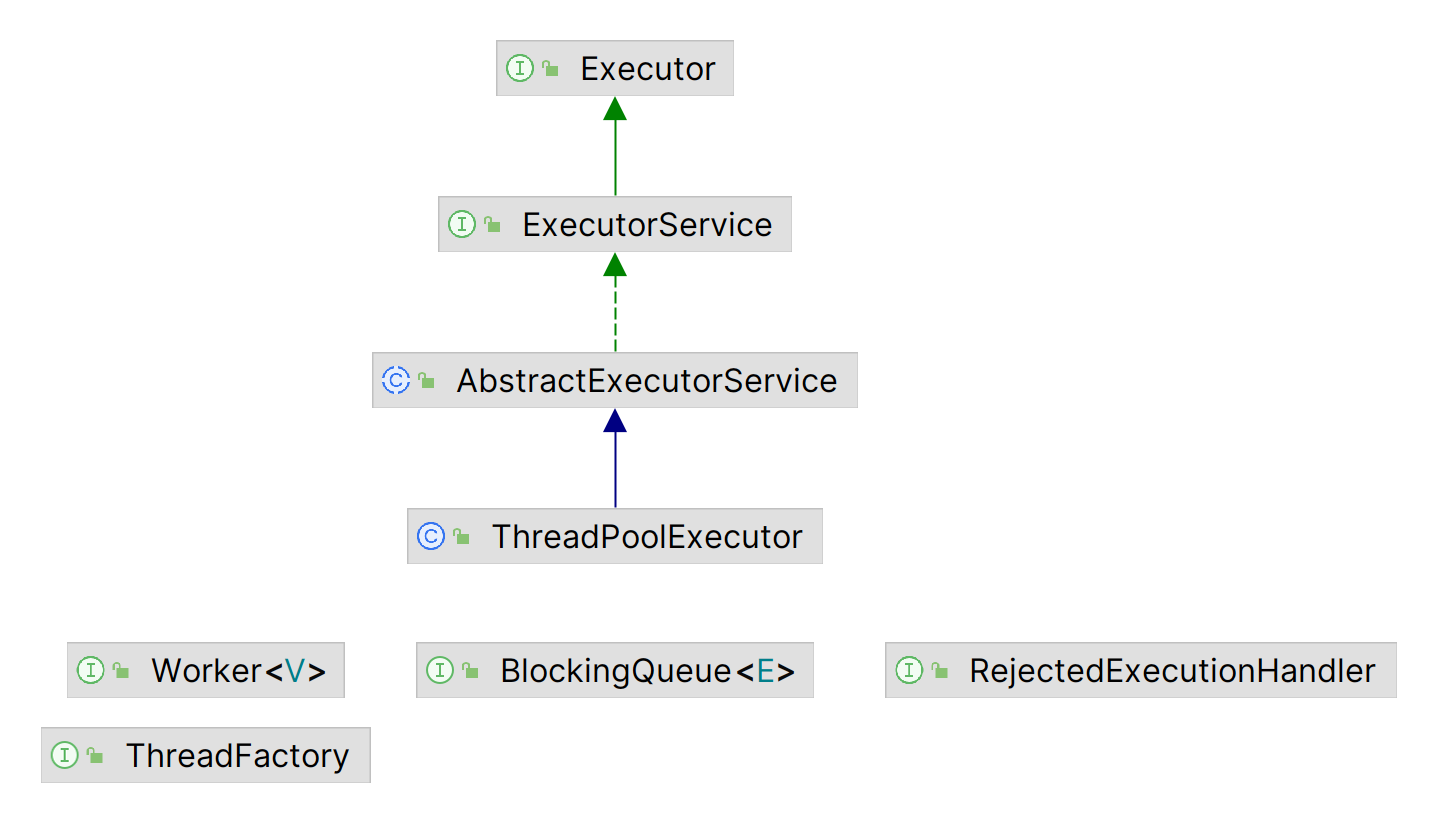 Executor
ExecutorService
AbstractExecutorService
ThreadPoolExecutor
Worker<V>
BlockingQueue<E>
RejectedExecutionHandler
ThreadFactory